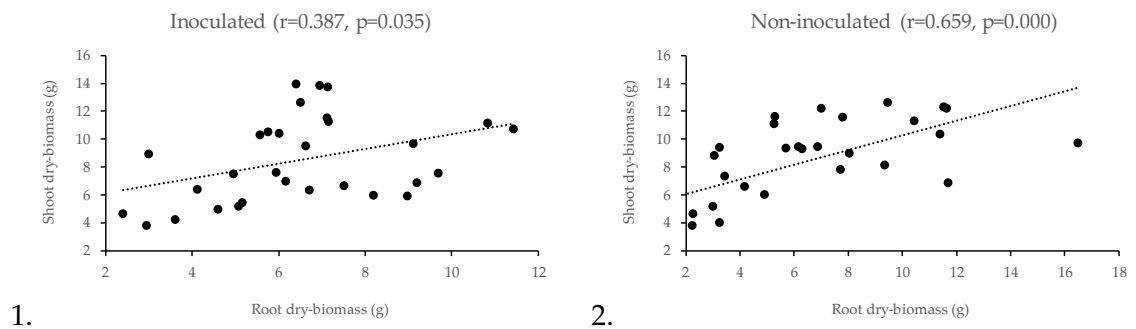 Inoculated (r=0.387, p=0.035)
16
14
12
10
8
6
4
2
Shoot dry-biomass (g)
2 4 6 8 10 12
Root dry-biomass (g)
1.
Non-inoculated (r=0.659, p=0.000)
16
14
12
10
8
6
4
2
Shoot dry-biomass (g)
2 4 6 8 10 12 14 16 18
Root dry-biomass (g)
2.